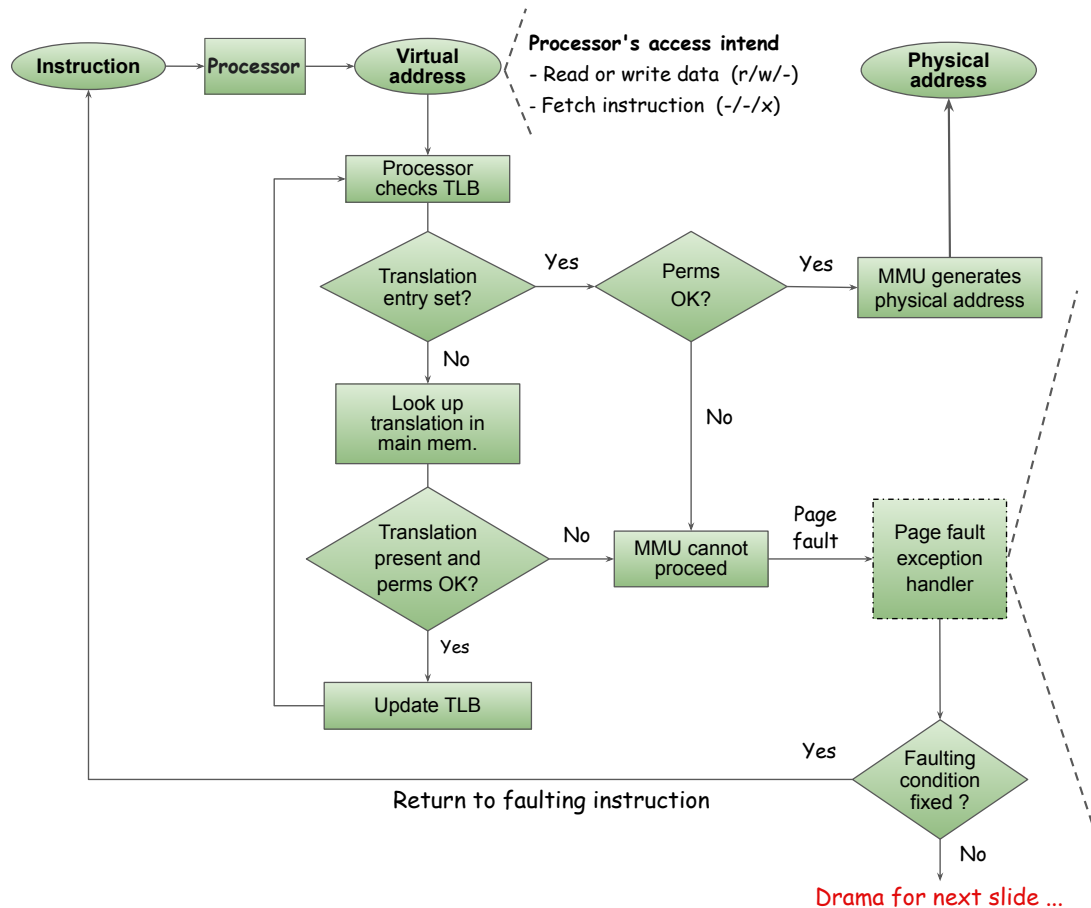 Instruction
Processor
Virtual
address
Processor's access intend
- Read or write data (r/w/-)
- Fetch instruction (-/-/x)
Physical
address
Processor
checks TLB
Translation
entry set?
Yes
Perms
OK?
Yes
MMU generates
physical address
No
Look up
translation in
main mem.
No
Translation
present and
perms OK?
No
MMU cannot
proceed
Page
fault
Page fault
exception
handler
Yes
Update TLB
Yes
Faulting
condition
fixed ?
Return to faulting instruction
No
Drama for next slide ...